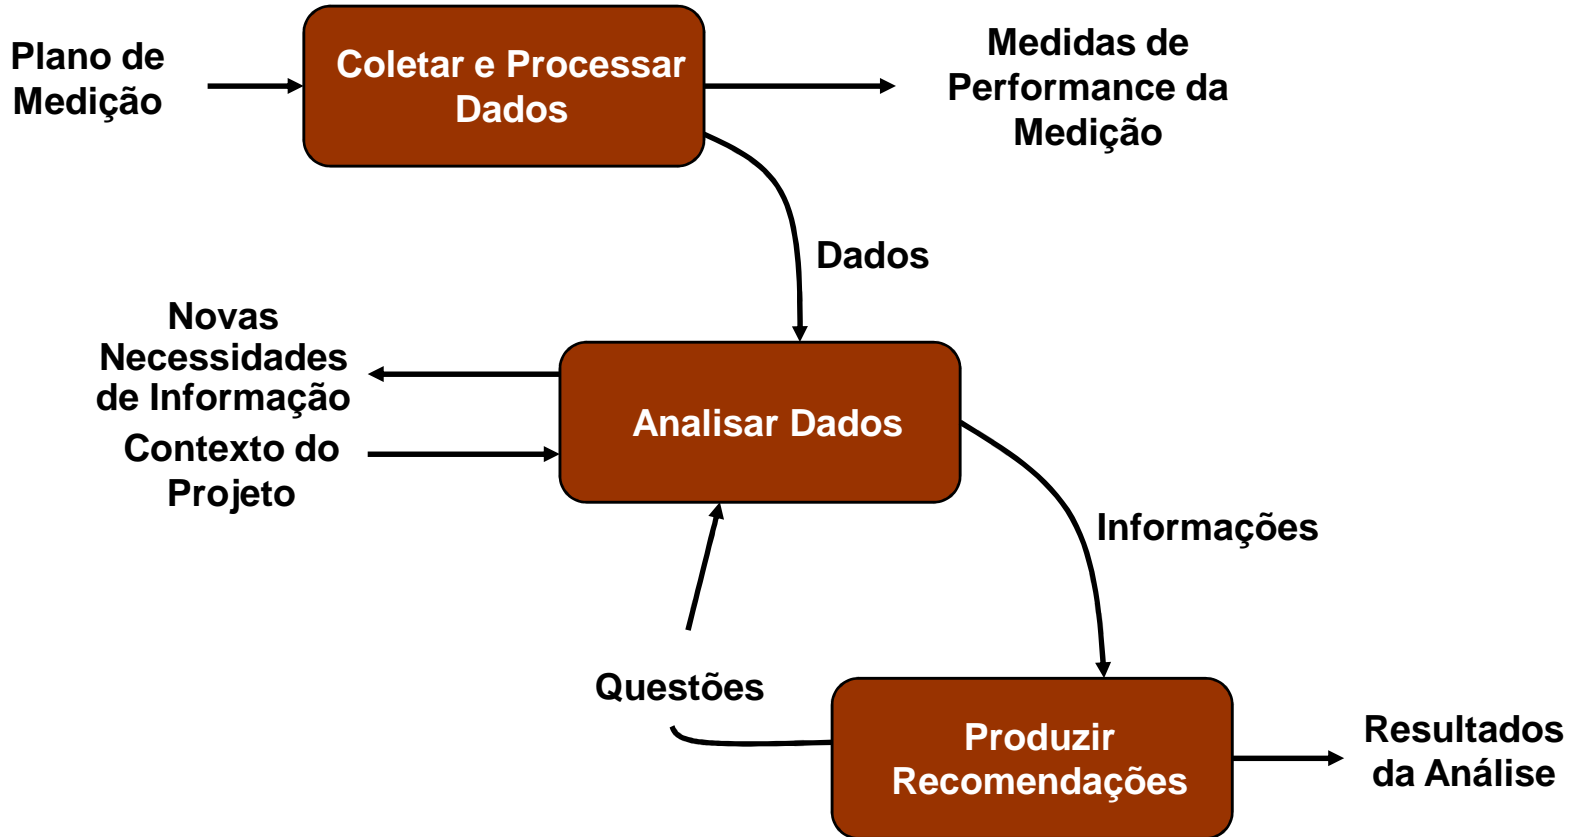 Plano de
Medição
Coletar e Processar
Dados
Medidas de
Performance da
Medição
Dados
Novas
Necessidades
de Informação
Contexto do
Projeto
Analisar Dados
Informações
Questões
Produzir
Recomendações
Resultados
da Análise